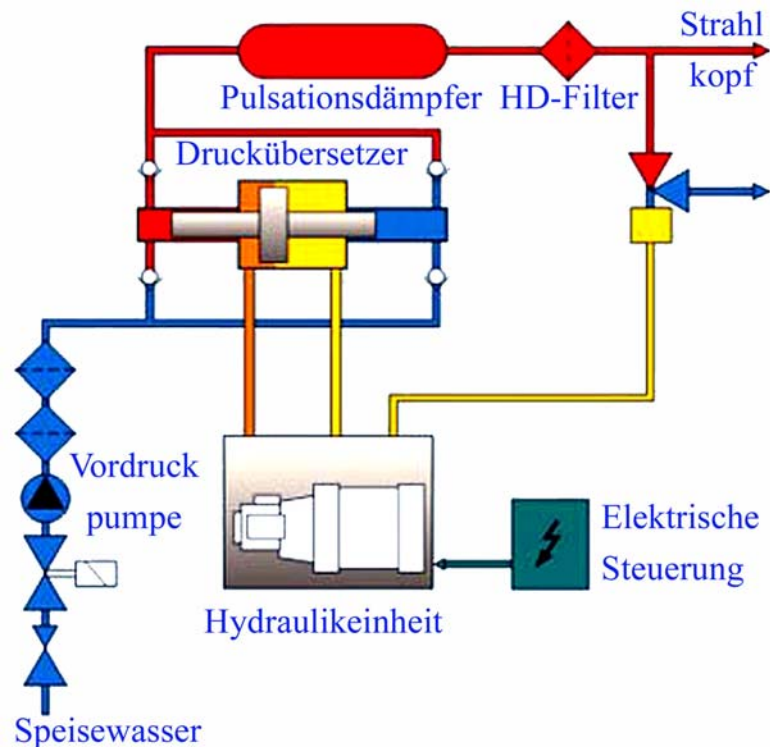 Strahl
kopf
Pulsationsdämpfer
HD-Filter
Druckübersetzer
Vordruck
pumpe
Elektrische
Steuerung
Hydraulikeinheit
Speisewasser